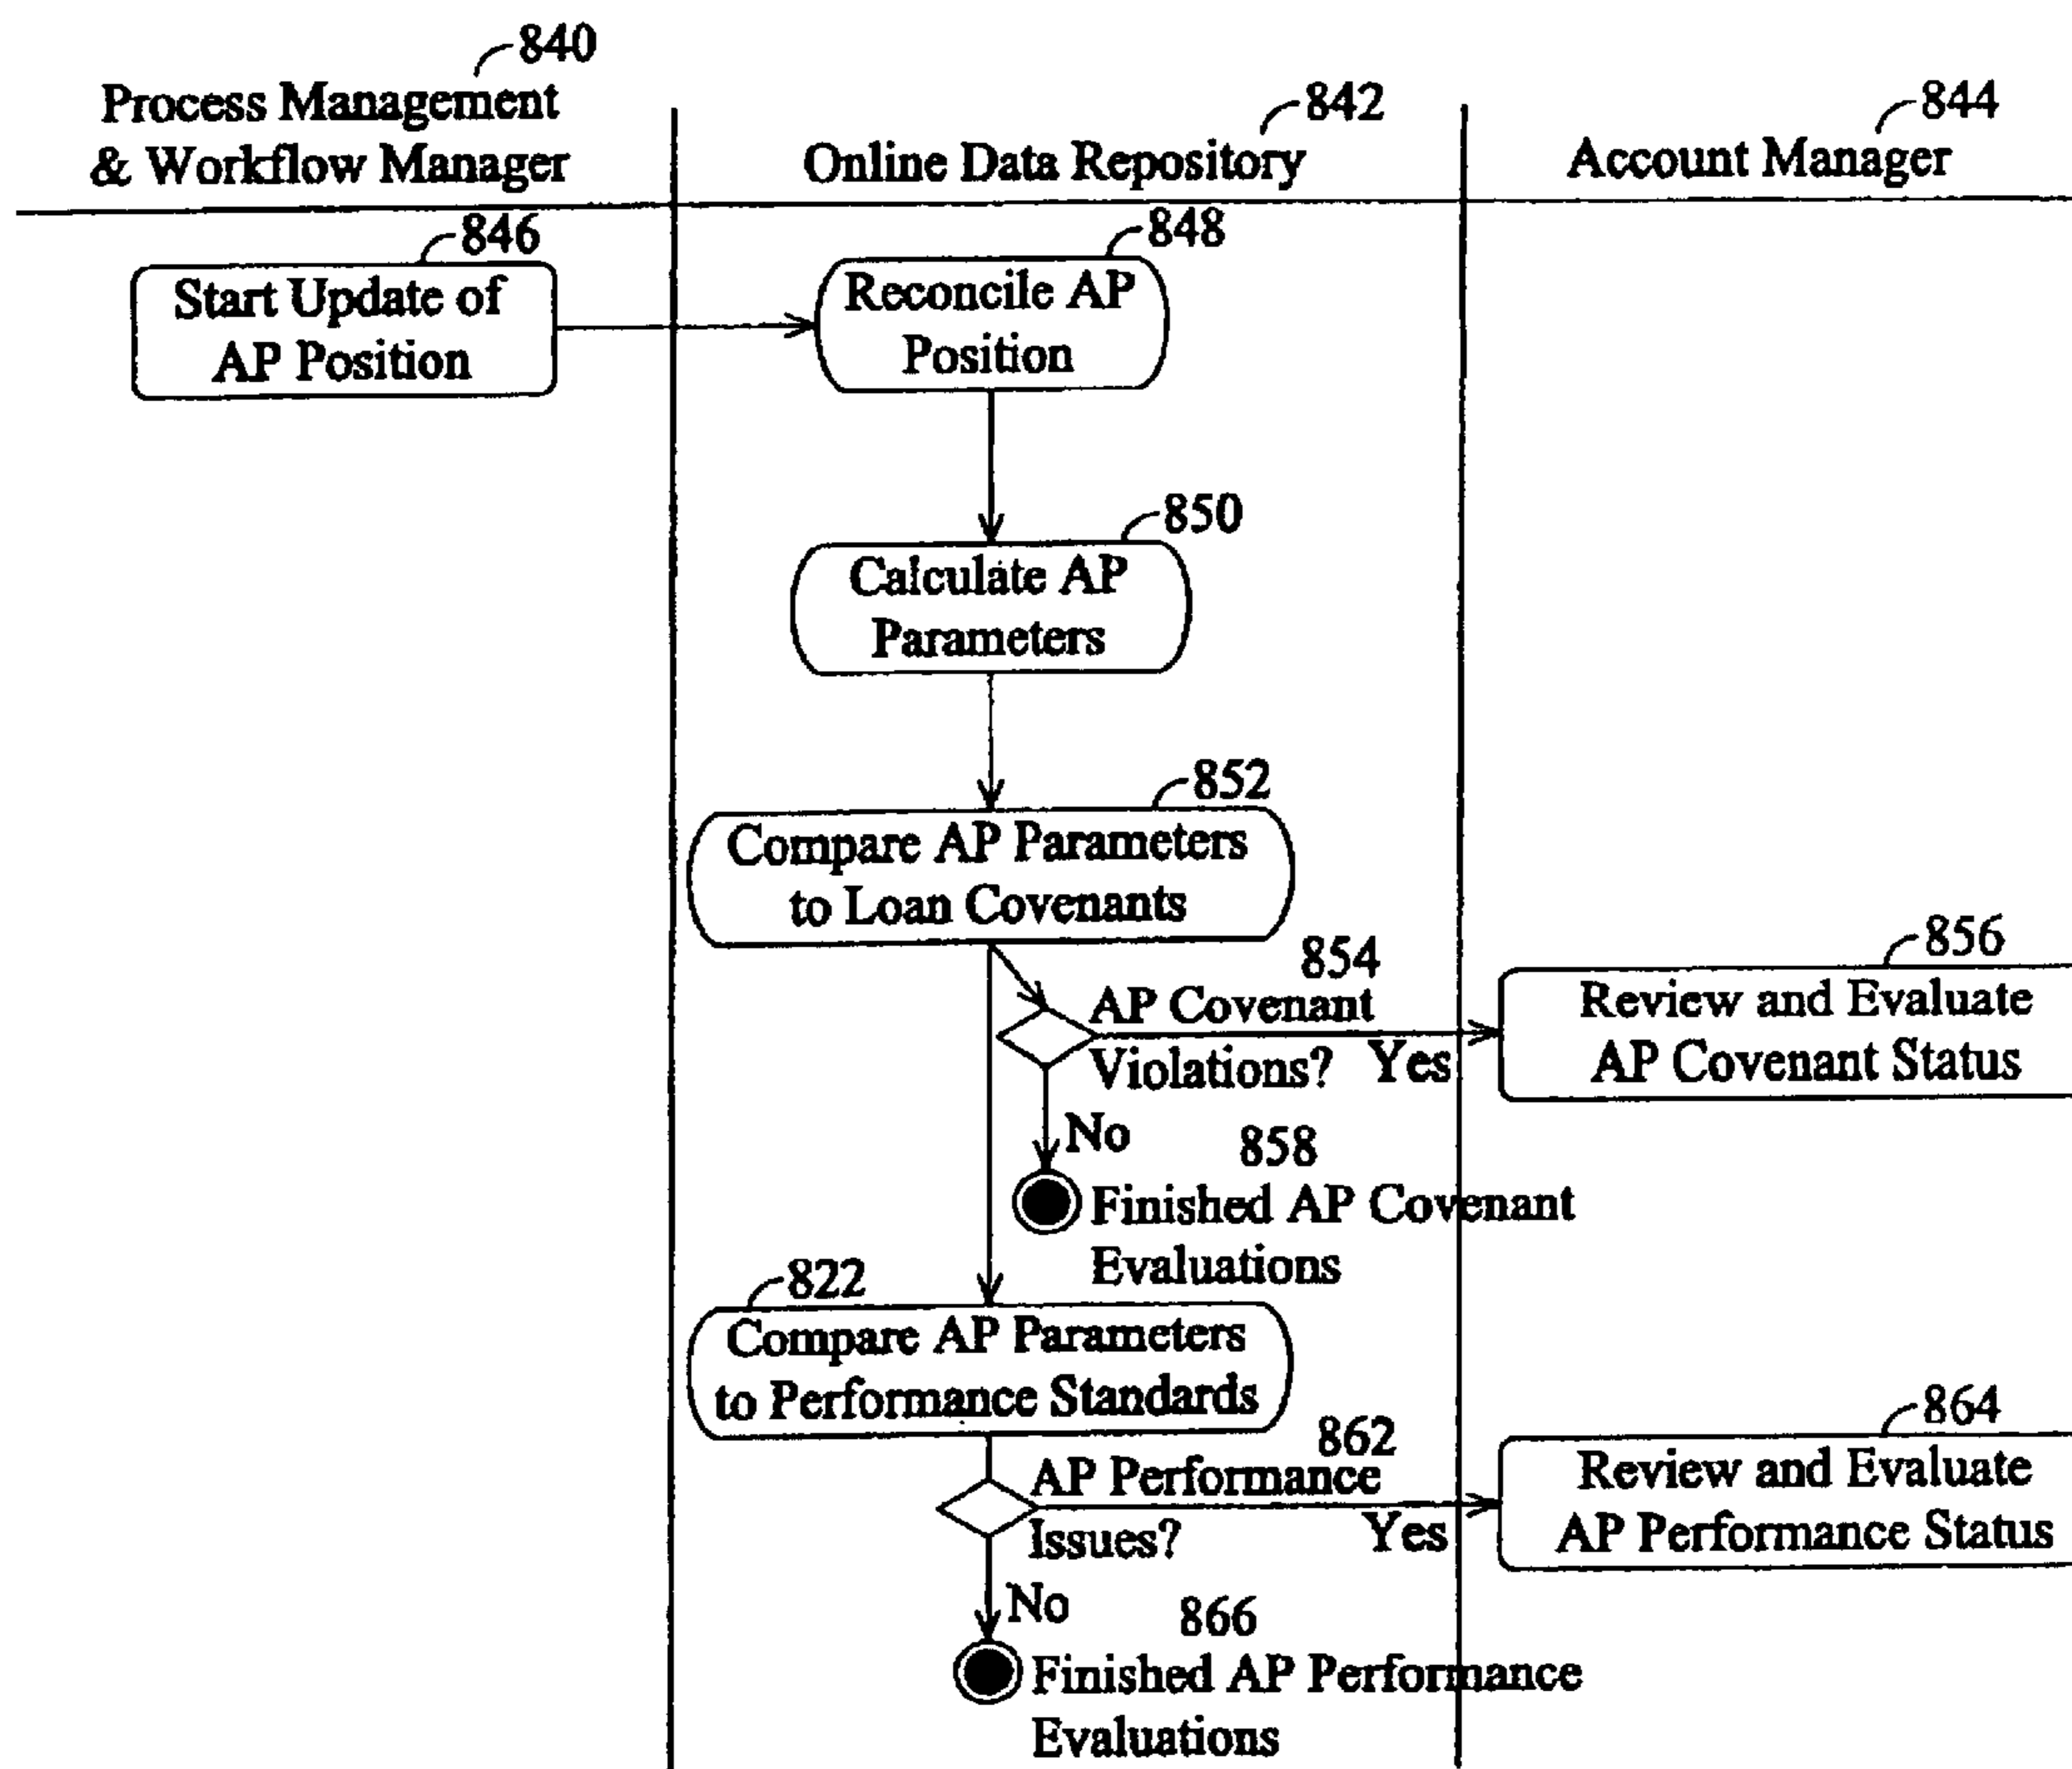 840
Process Management
& Workflow Manager
842
Online Data Repository
844
Account Manager
846
Start Update of
AP Position
848
Reconcile AP
Position
850
Calculate AP
Parameters
852
Compare AP Parameters
to Loan Covenants
854
AP Covenant
Violations? Yes
856
Review and Evaluate
AP Covenant Status
No
858
Finished AP Covenant
Evaluations
822
Compare AP Parameters
to Performance Standards
862
AP Performance
Issues? Yes
864
Review and Evaluate
AP Performance Status
No
866
Finished AP Performance
Evaluations